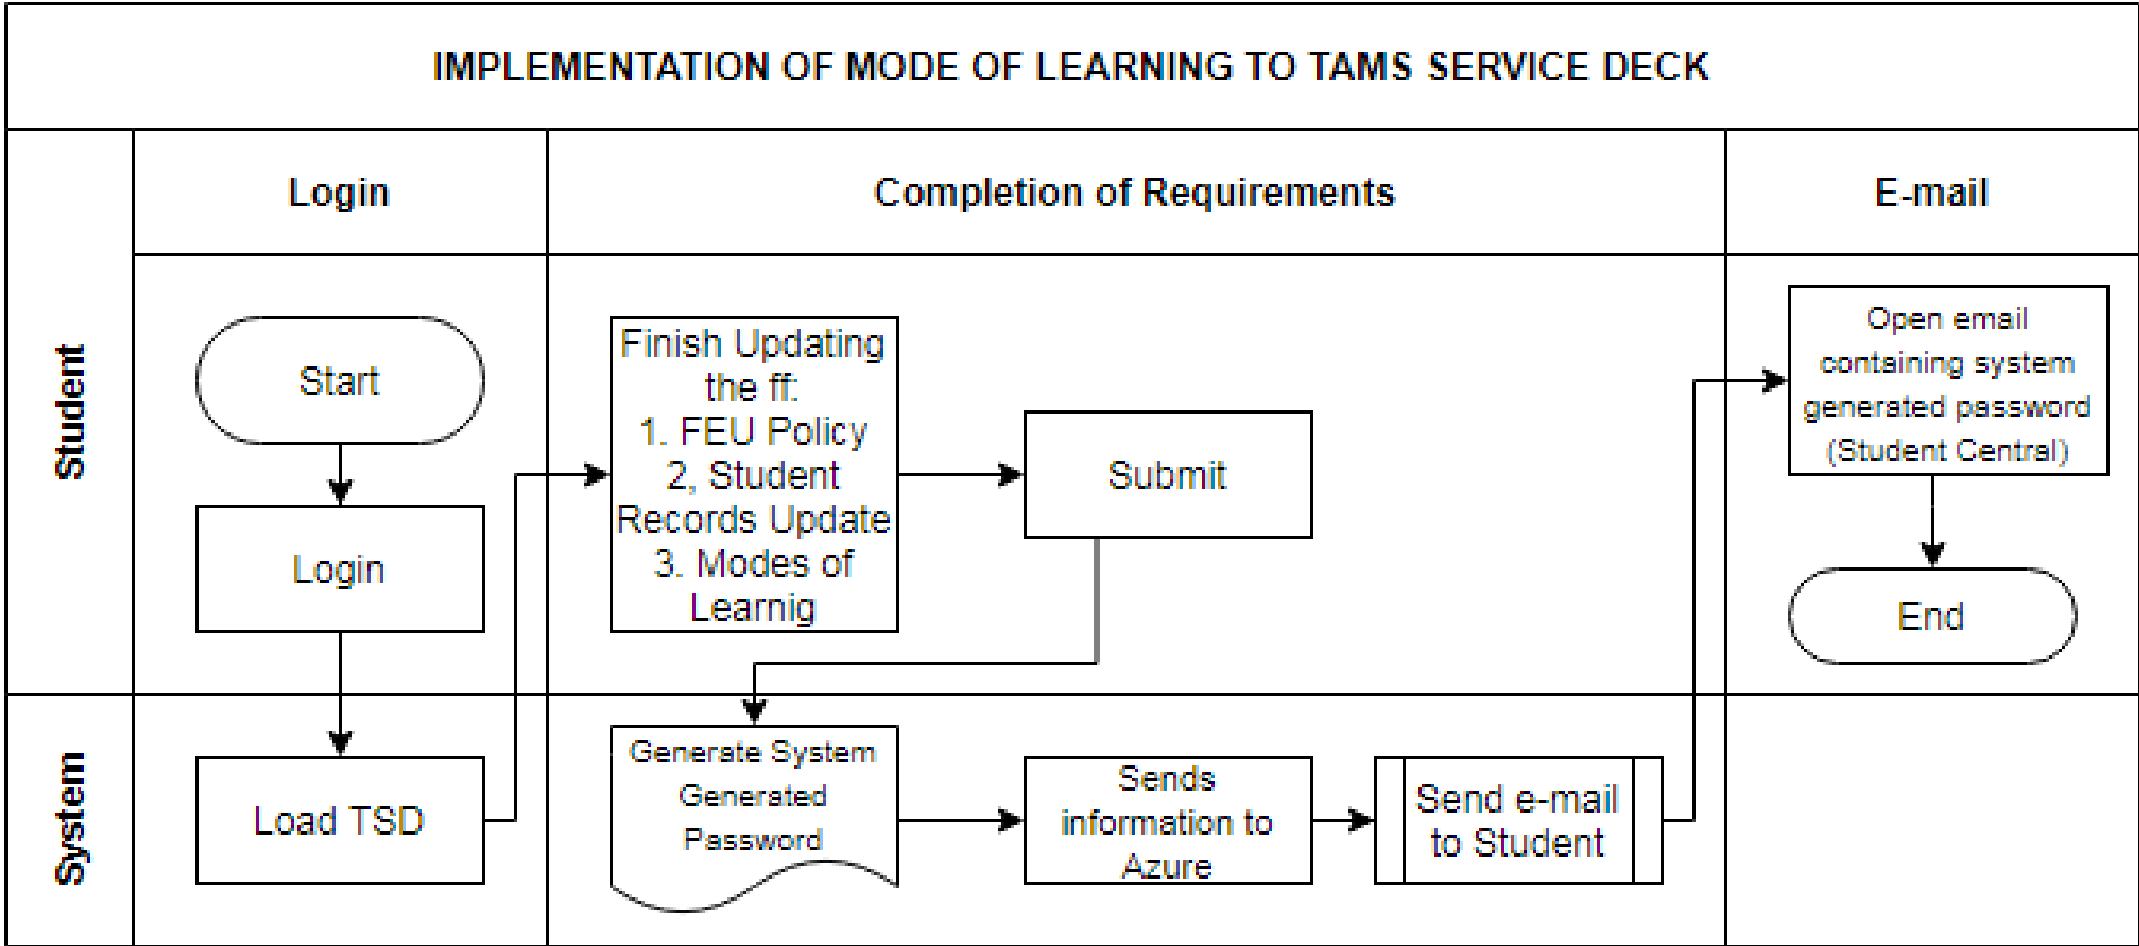 IMPLEMENTATION OF MODE OF LEARNING TO TAMS SERVICE DECK
Login
Completion of Requirements
E-mail
Student
Start
Login
Finish Updating
the ff:
1. FEU Policy
2, Student
Records Update
3. Modes of
Learnig
Submit
Open email
containing system
generated password
(Student Central)
End
System
Load TSD
Generate System
Generated
Password
Sends
information to
Azure
Send e-mail
to Student